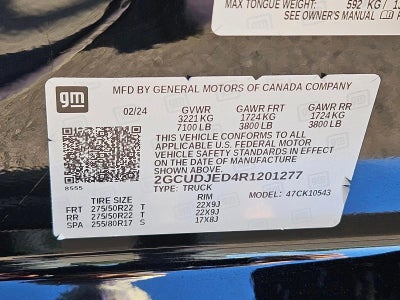 MAX TONGUE WEIGHT: 592 KG / 13
SEE OWNER'S MANUAL
gm
MFD BY GENERAL MOTORS OF CANADA COMPANY
02/24 GVWR GAWR FRT GAWR RR
3221 KG 1724 KG 1724 KG
7100 LB 3800 LB 3800 LB
THIS VEHICLE CONFORMS TO ALL
APPLICABLE U.S. FEDERAL MOTOR
VEHICLE SAFETY STANDARDS IN EFFECT
ON THE DATE OF MANUFACTURE
SHOWN ABOVE.
2GCUDJED4R1201277
8555 TYPE: TRUCK MODEL: 47CK10543
TIRE SIZE RIM
FRT 275/50R22 T 22X9J
RR 275/50R22 T 22X9J
SPA 255/80R17 S 17X8J